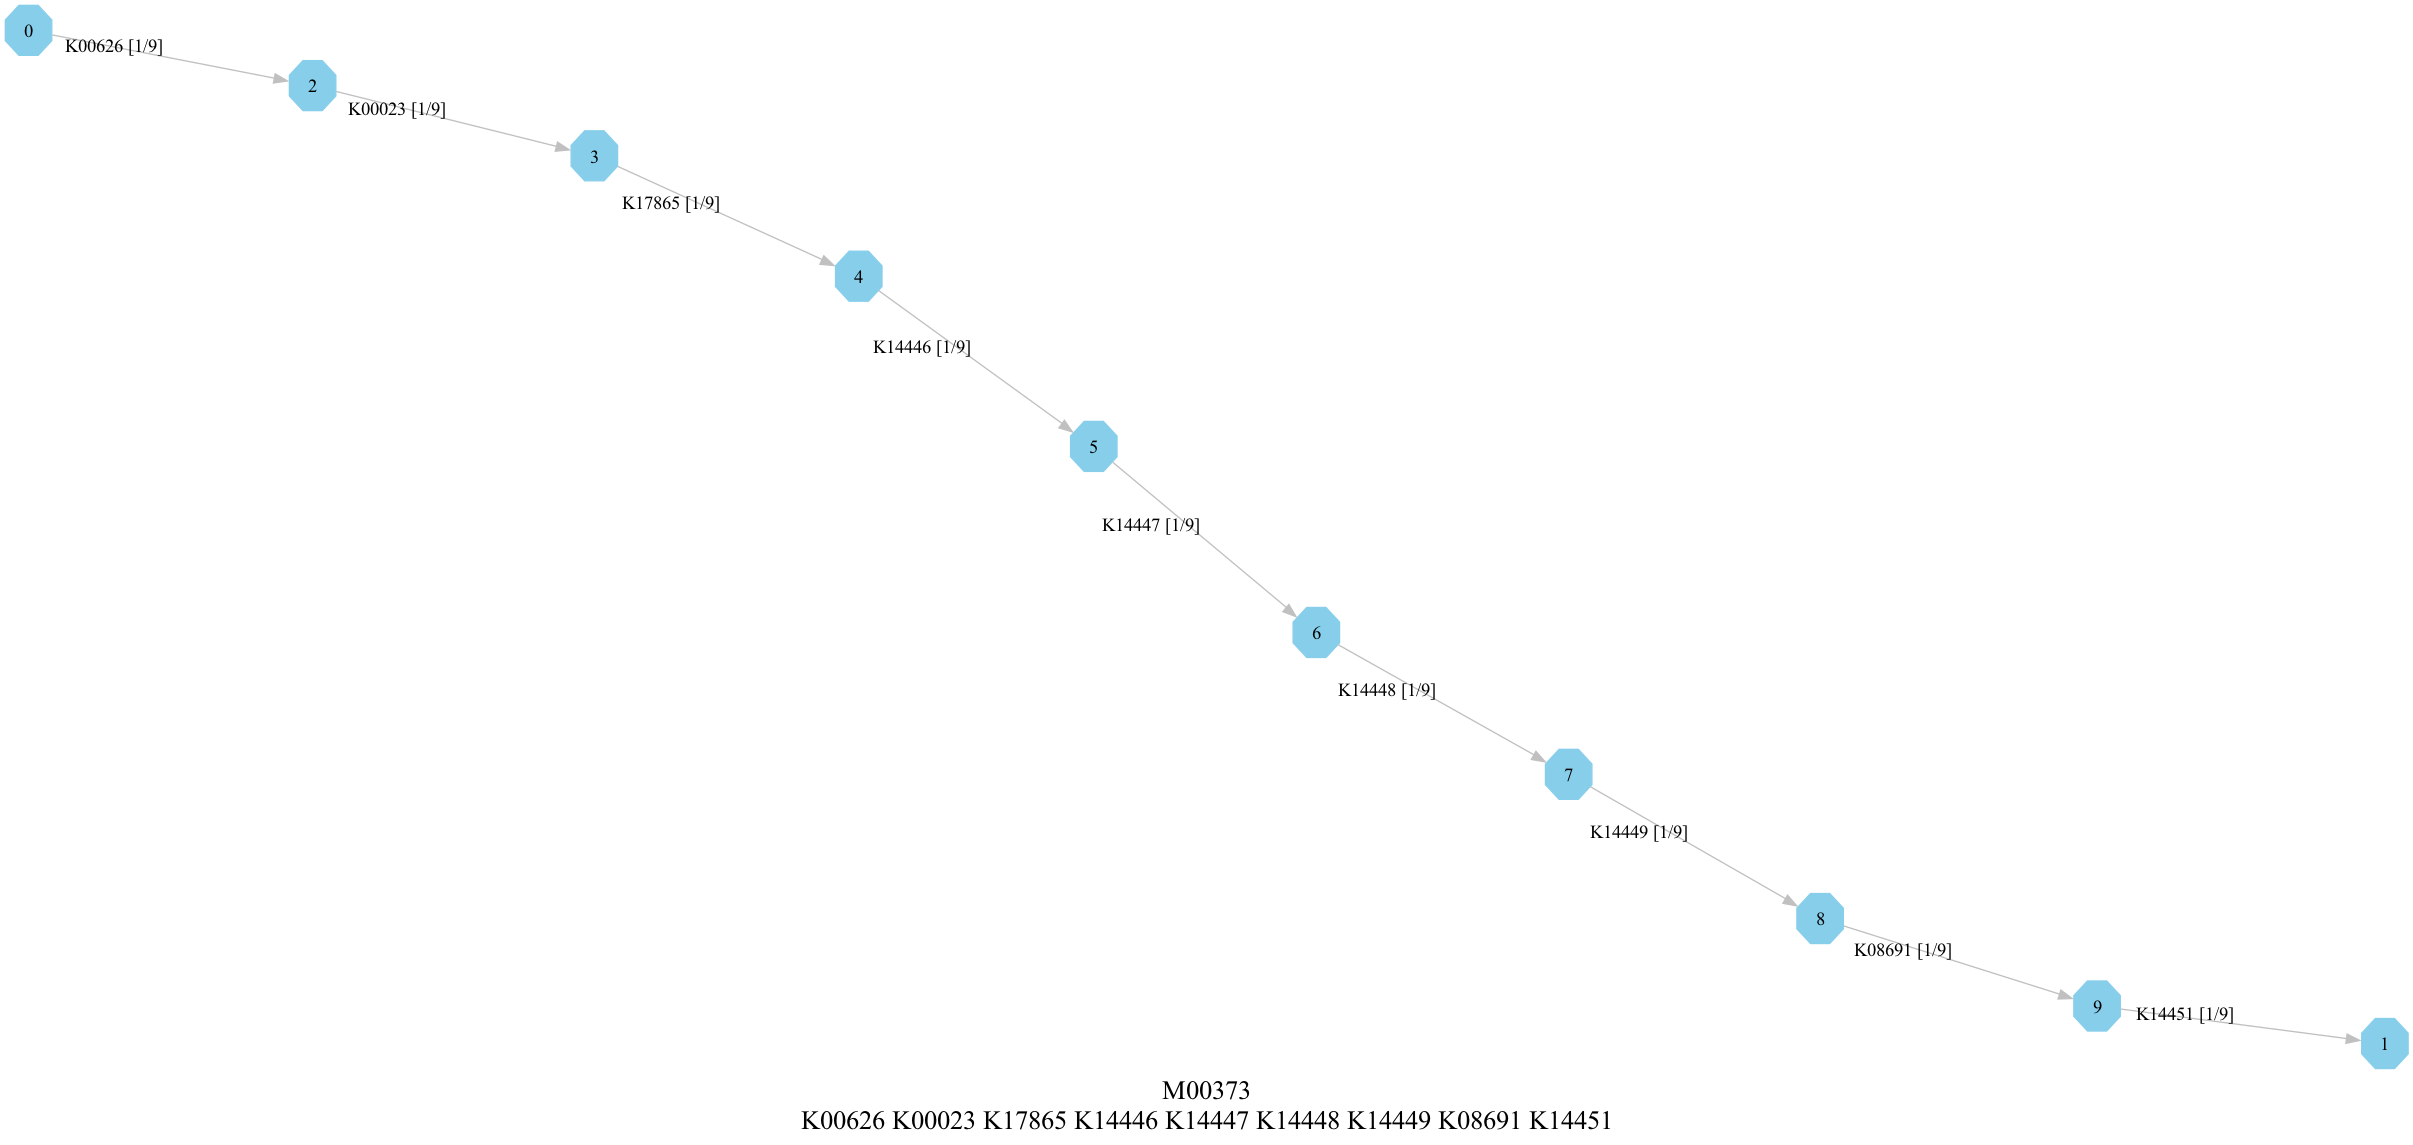 0
K00626 [1/9]
2
K00023 [1/9]
3
K17865 [1/9]
4
K14446 [1/9]
5
K14447 [1/9]
6
K14448 [1/9]
7
K14449 [1/9]
8
K08691 [1/9]
9
K14451 [1/9]
1
M00373
K00626 K00023 K17865 K14446 K14447 K14448 K14449 K08691 K14451